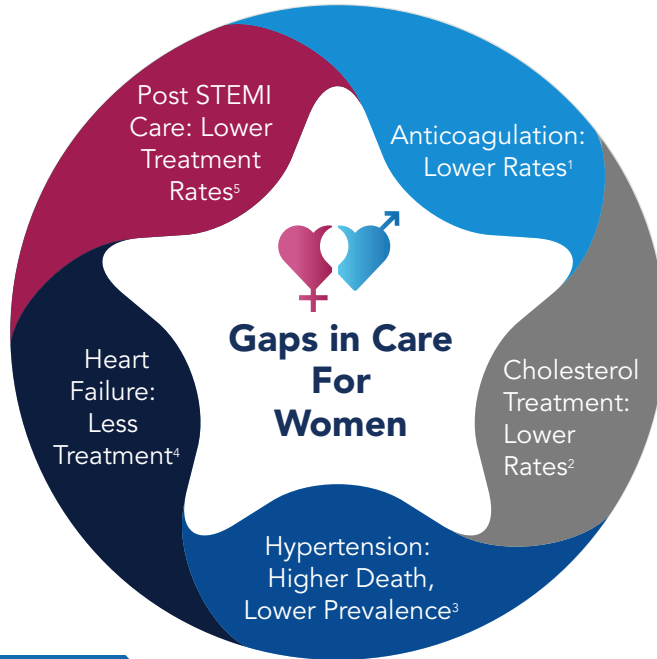 Post STEMI
Care: Lower
Treatment
Rates⁵
Anticoagulation:
Lower Rates¹
Gaps in Care
For
Women
Heart
Failure:
Less
Treatment⁴
Cholesterol
Treatment:
Lower
Rates²
Hypertension:
Higher Death,
Lower Prevalence³